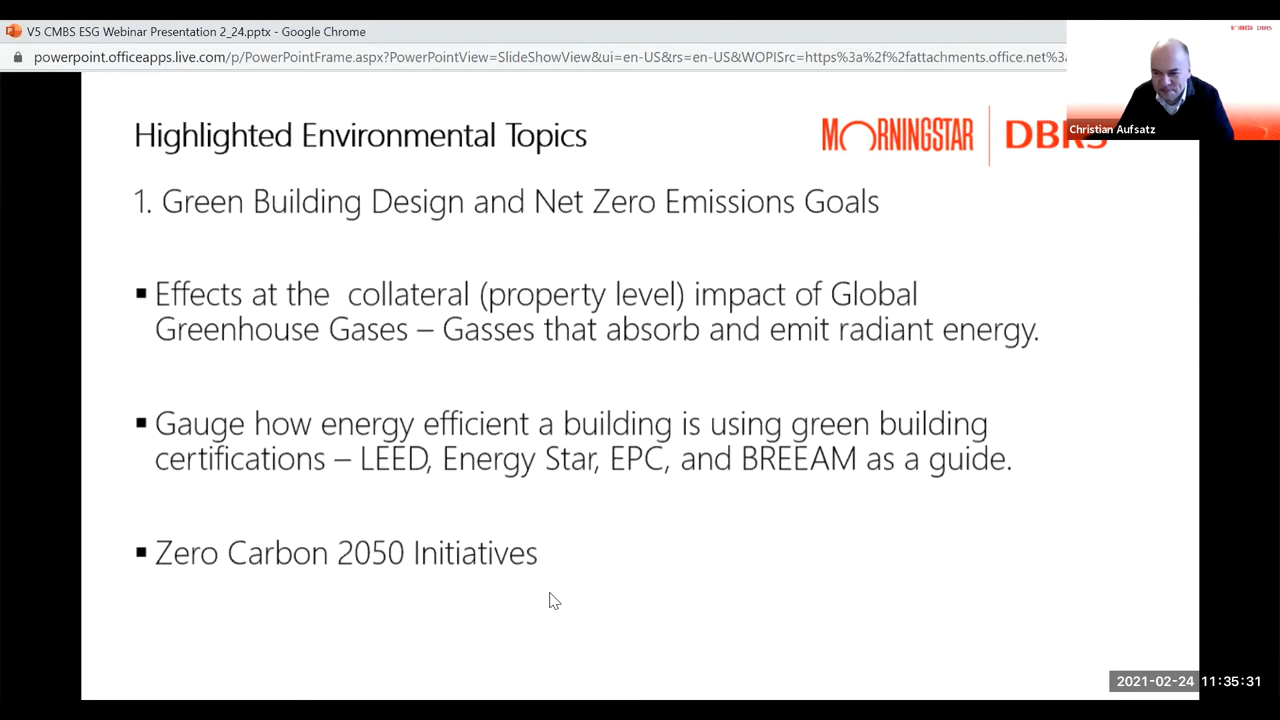 V5 CMBS ESG Webinar Presentation 2_24.pptx - Google Chrome
powerpoint.officeapps.live.com/p/PowerPointFrame.aspx?PowerPointView=SlideShowView&ui=en-US&rs=en-US&WOPISrc=https%3a%2f%2fattachments.office.net%3
MORNINGSTAR DBRS
Christian Aufsatz
Highlighted Environmental Topics
MORNINGSTAR DBRS
1. Green Building Design and Net Zero Emissions Goals
▪ Effects at the collateral (property level) impact of Global
Greenhouse Gases – Gasses that absorb and emit radiant energy.
▪ Gauge how energy efficient a building is using green building
certifications – LEED, Energy Star, EPC, and BREEAM as a guide.
▪ Zero Carbon 2050 Initiatives
2021-02-24 11:35:31